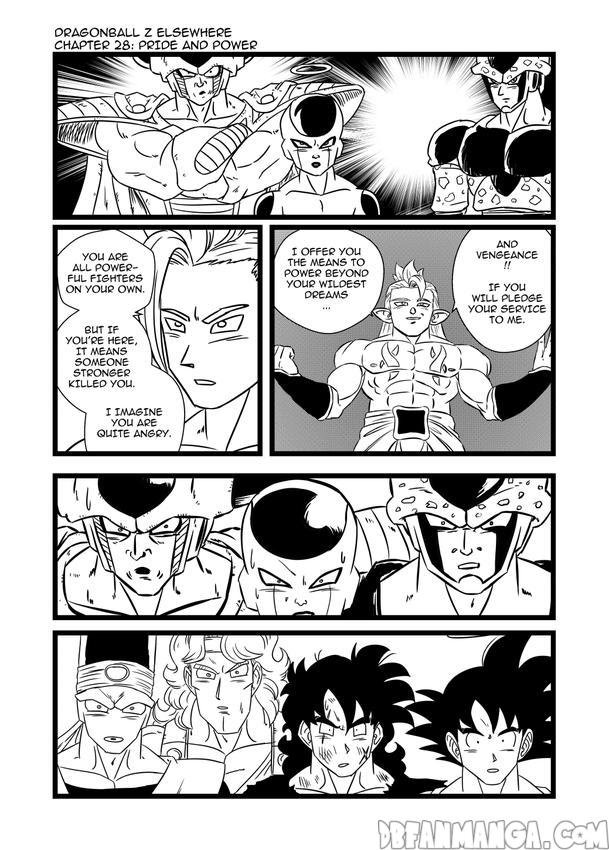 DRAGONBALL Z ELSEWHERE
CHAPTER 28: PRIDE AND POWER
YOU ARE
ALL POWER-
FUL FIGHTERS
ON YOUR OWN.
BUT IF
YOU'RE HERE,
IT MEANS
SOMEONE
STRONGER
KILLED YOU.
I IMAGINE
YOU ARE
QUITE ANGRY.
I OFFER YOU
THE MEANS TO
POWER BEYOND
YOUR WILDEST
DREAMS
...
AND
VENGEANCE
!!
IF YOU
WILL PLEDGE
YOUR SERVICE
TO ME.
DBFANMANGA.COM